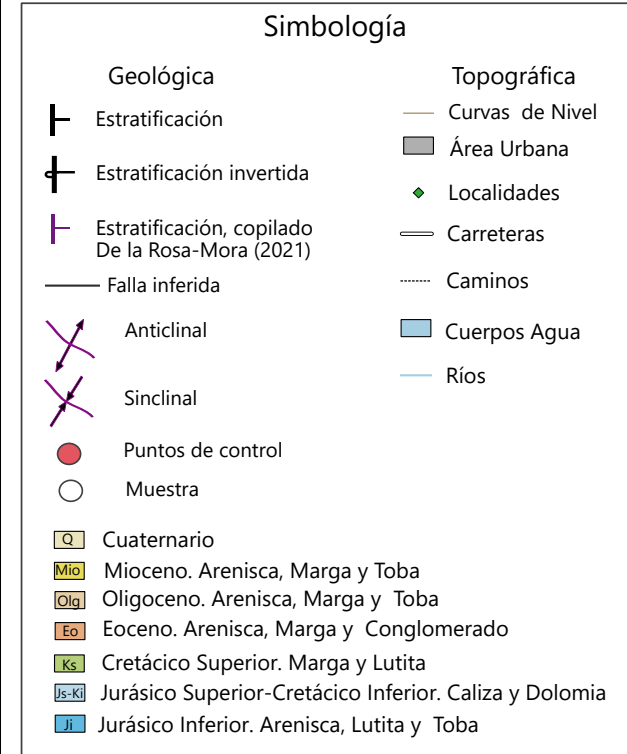 Simbología
Geológica
Estratificación
Estratificación invertida
Estratificación, copilado
De la Rosa-Mora (2021)
Falla inferida
Anticlinal
Sinclinal
Puntos de control
Muestra
Topográfica
Curvas de Nivel
Área Urbana
Localidades
Carreteras
Caminos
Cuerpos Agua
Ríos
Q Cuaternario
Mio Mioceno. Arenisca, Marga y Toba
Olg Oligoceno. Arenisca, Marga y Toba
Eo Eoceno. Arenisca, Marga y Conglomerado
Ks Cretácico Superior. Marga y Lutita
Js-Ki Jurásico Superior-Cretácico Inferior. Caliza y Dolomia
Ji Jurásico Inferior. Arenisca, Lutita y Toba